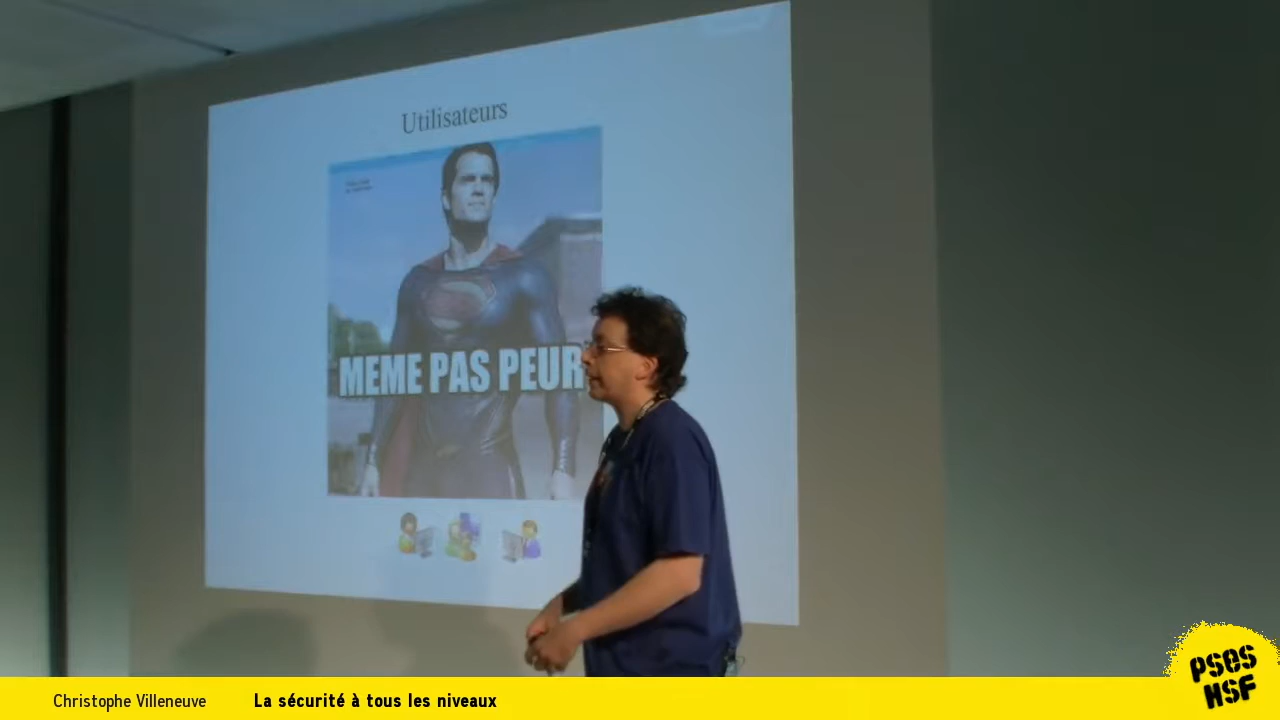 Utilisateurs
MEME PAS PEUR
Christophe Villeneuve La sécurité à tous les niveaux
PSES
HSF